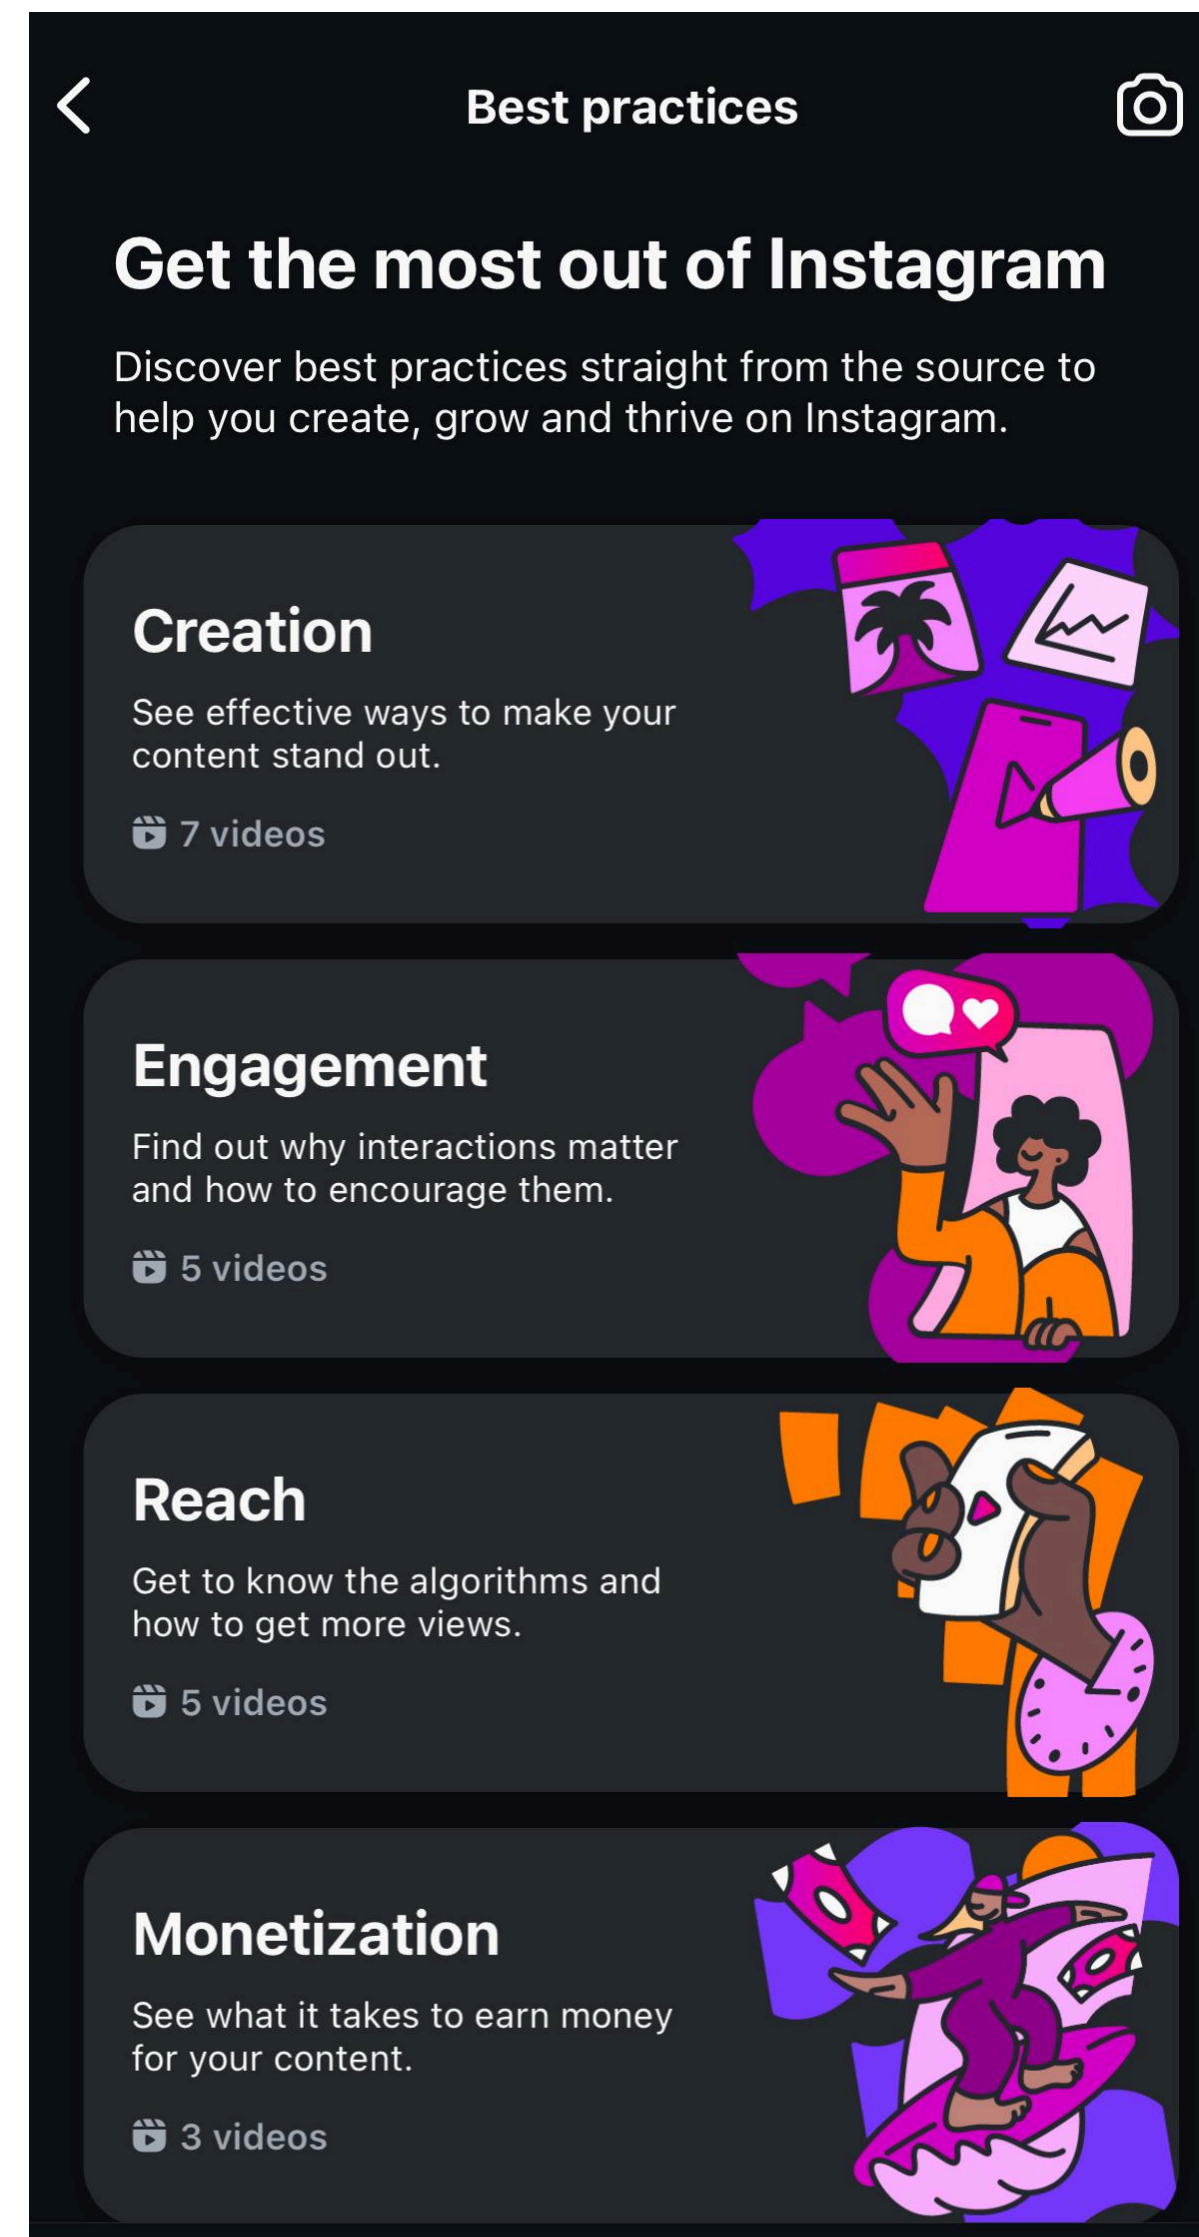 Best practices
Get the most out of Instagram
Discover best practices straight from the source to
help you create, grow and thrive on Instagram.
Creation
See effective ways to make your
content stand out.
7 videos
Engagement
Find out why interactions matter
and how to encourage them.
5 videos
Reach
Get to know the algorithms and
how to get more views.
5 videos
Monetization
See what it takes to earn money
for your content.
3 videos